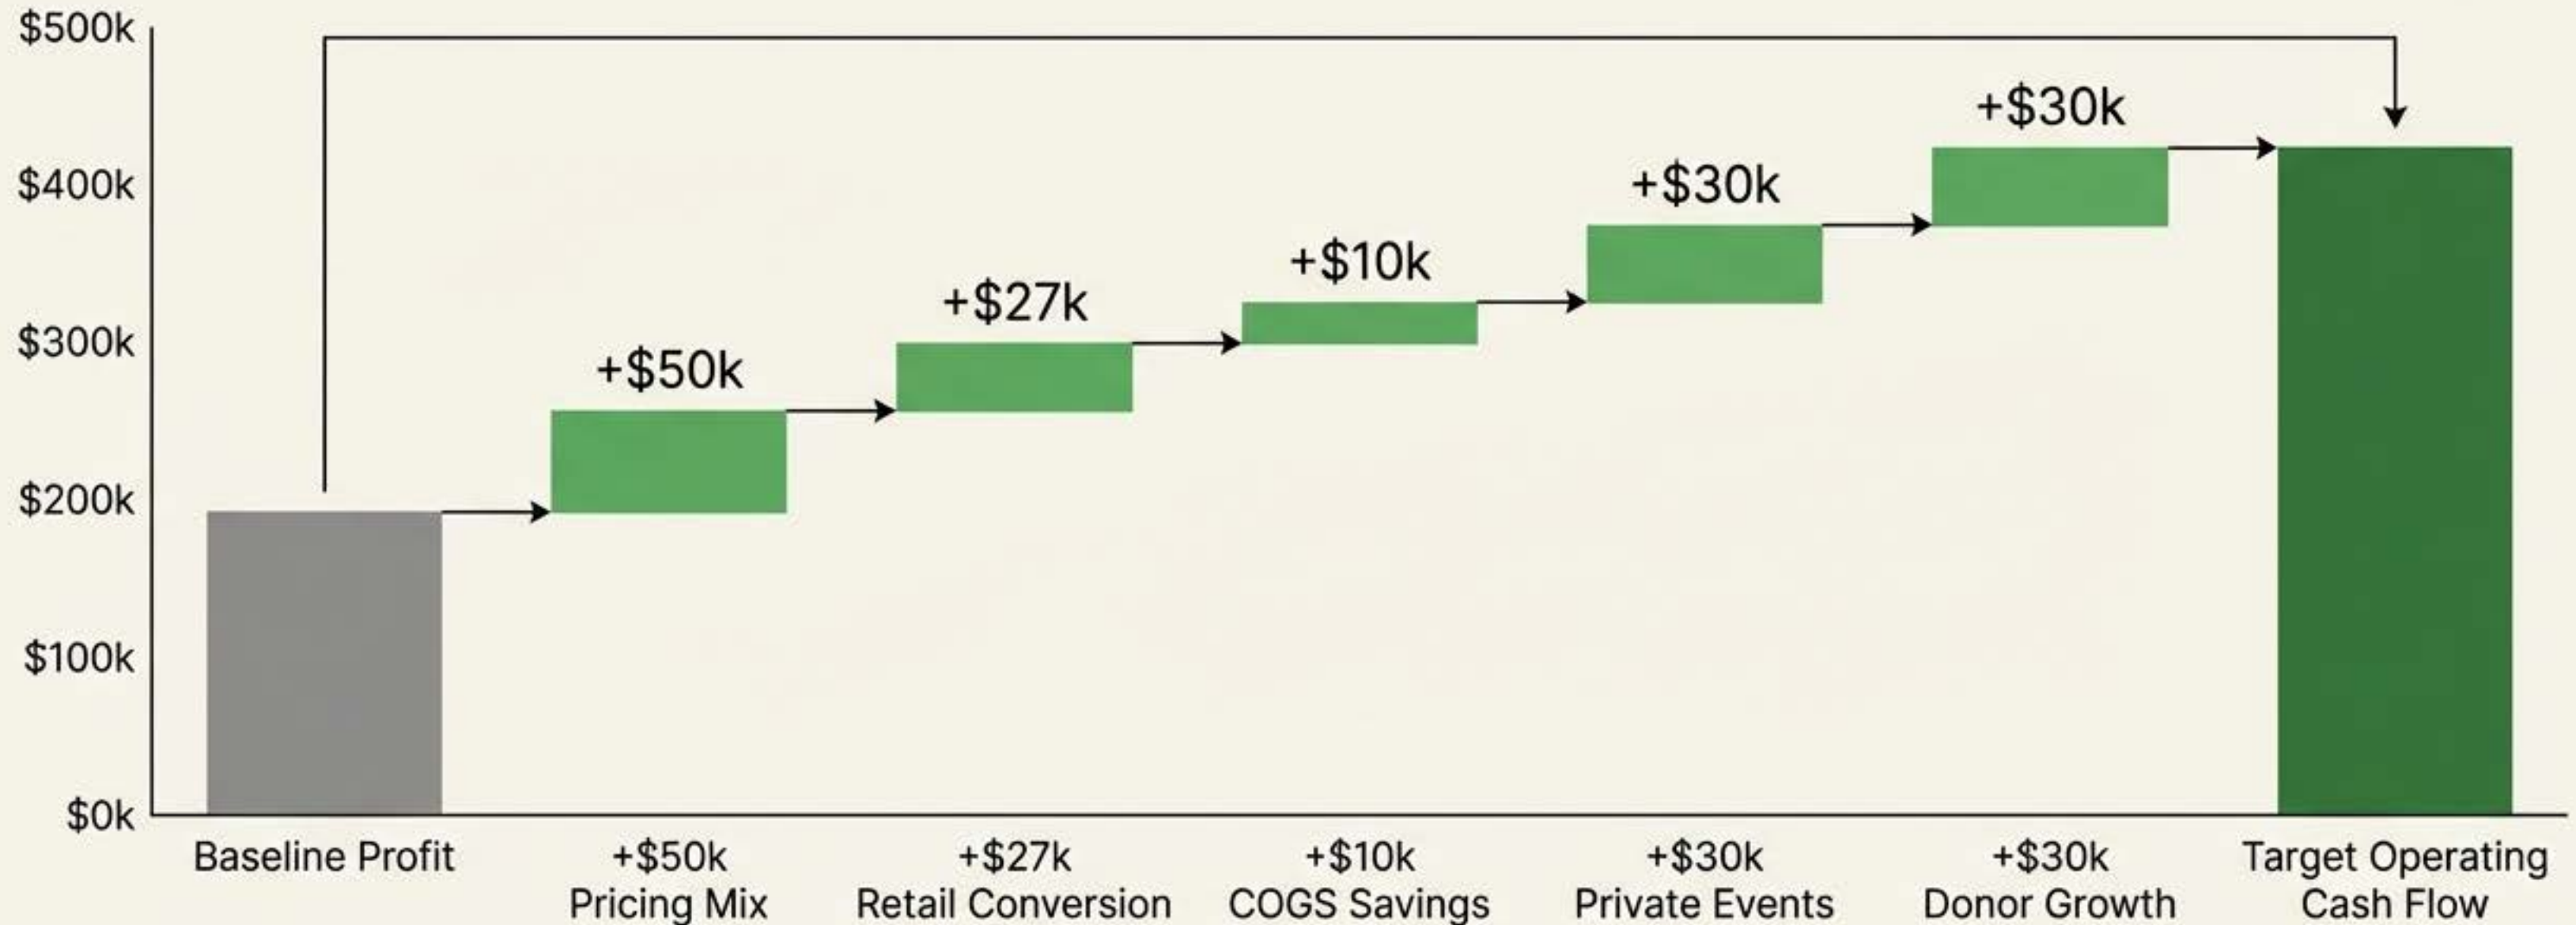 $500k
$400k
$300k
$200k
$100k
$0k
+$50k
+$27k
+$10k
+$30k
+$30k
Baseline Profit
+$50k
Pricing Mix
+$27k
Retail Conversion
+$10k
COGS Savings
+$30k
Private Events
+$30k
Donor Growth
Target Operating
Cash Flow